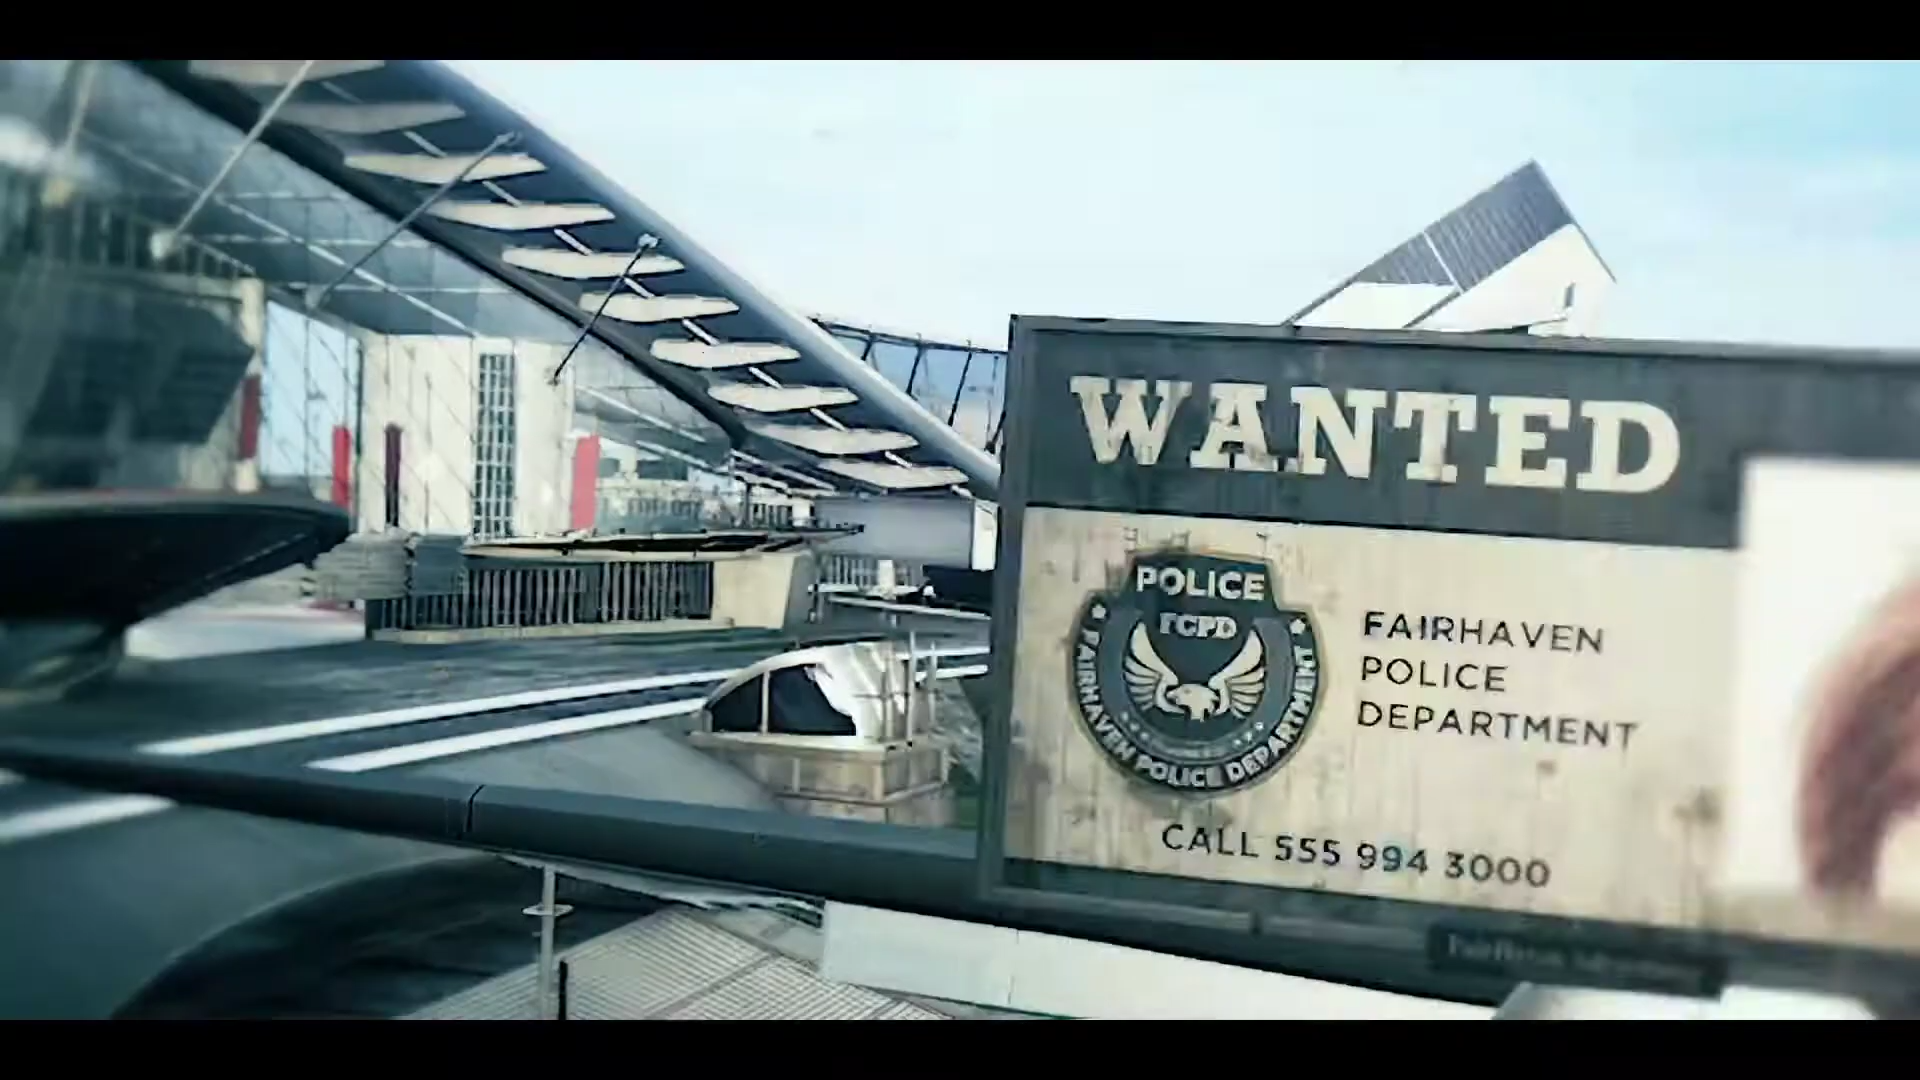 WANTED
POLICE
FCPD
FAIRHAVEN POLICE DEPARTMENT
FAIRHAVEN
POLICE
DEPARTMENT
CALL 555 994 3000